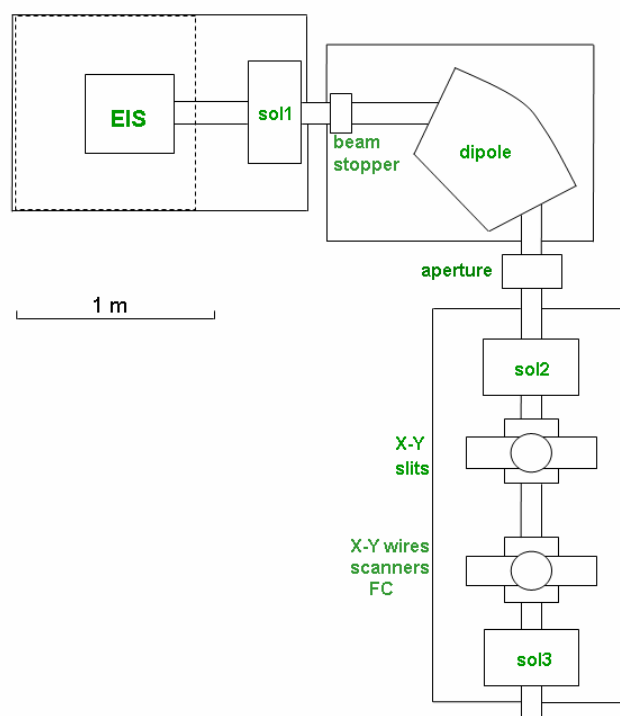 EIS
sol1
beam
stopper
dipole
aperture
1 m
sol2
X-Y
slits
X-Y wires
scanners
FC
sol3